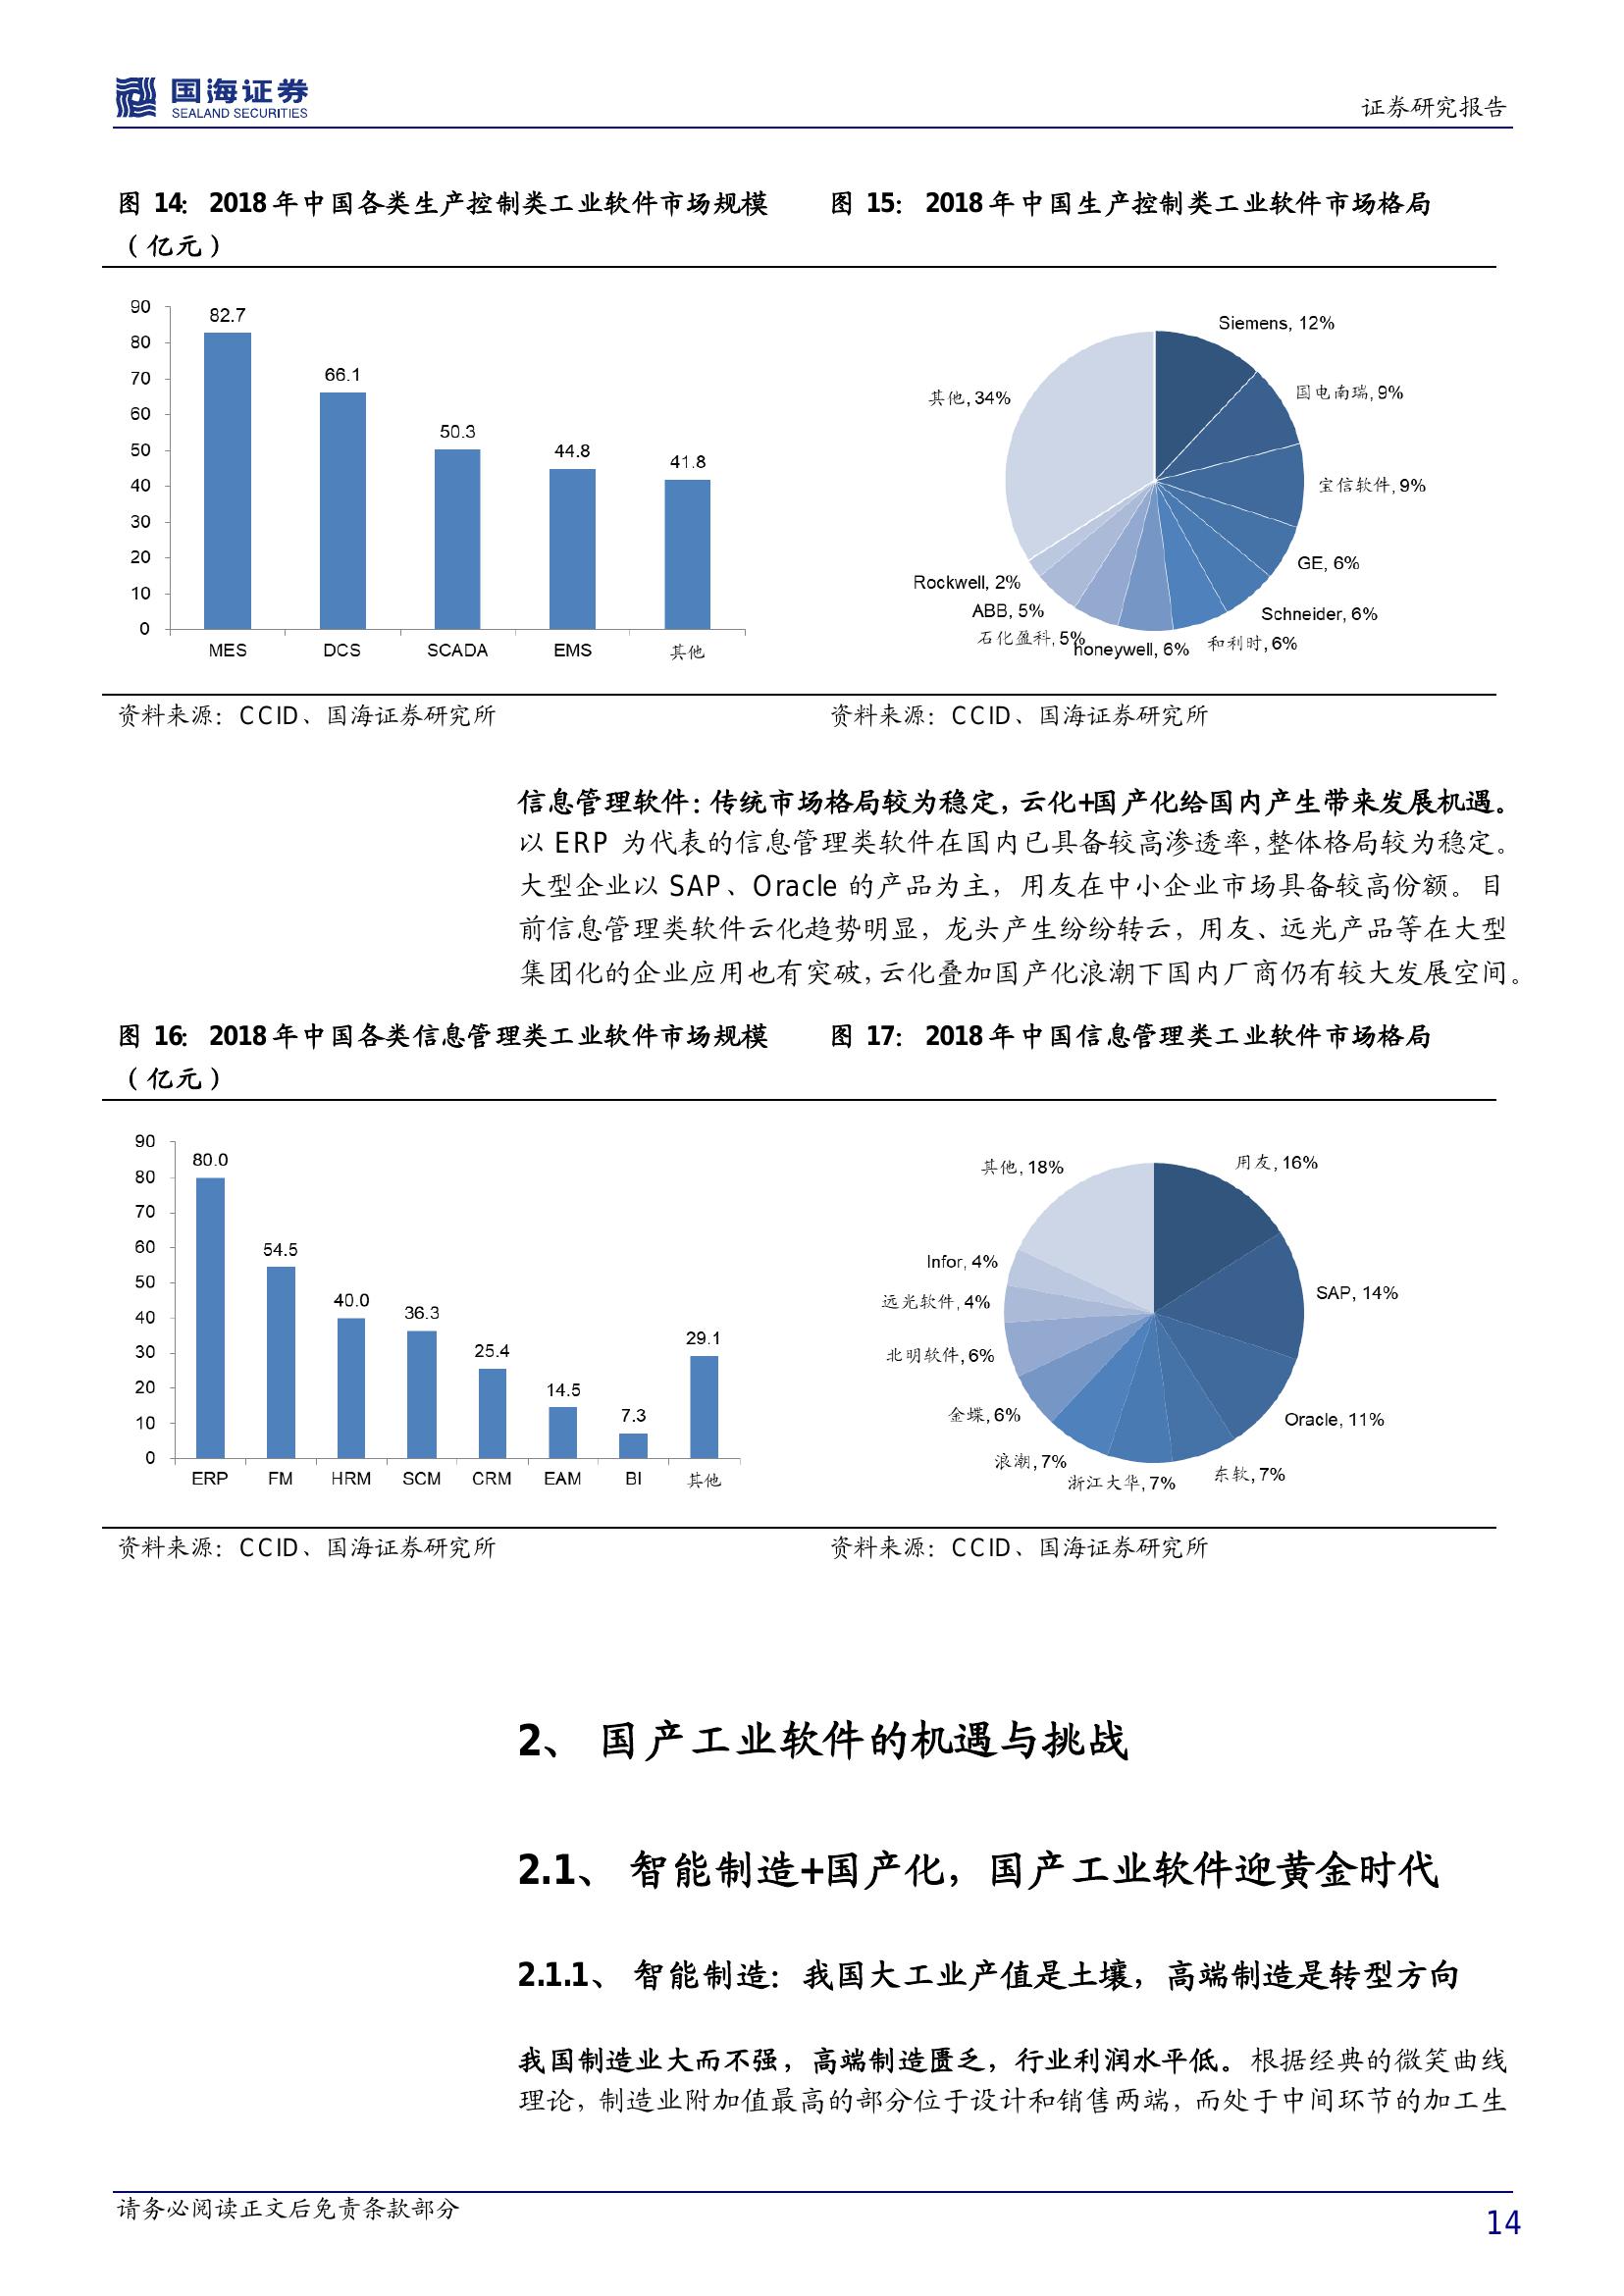 国海证券
SEALAND SECURITIES
证券研究报告
图 14： 2018 年中国各类生产控制类工业软件市场规模
（亿元）
90
80
70
60
50
40
30
20
10
0
82.7
66.1
50.3
44.8
41.8
MES
DCS
SCADA
EMS
其他
资料来源：CCID、国海证券研究所
图 15： 2018 年中国生产控制类工业软件市场格局
Siemens, 12%
国电南瑞, 9%
宝信软件, 9%
GE, 6%
Schneider, 6%
和利时, 6%
honeywell, 6%
石化盈科, 5%
ABB, 5%
Rockwell, 2%
其他, 34%
资料来源：CCID、国海证券研究所
信息管理软件：传统市场格局较为稳定，云化+国产化给国内产生带来发展机遇。
以 ERP 为代表的信息管理类软件在国内已具备较高渗透率，整体格局较为稳定。
大型企业以 SAP、Oracle 的产品为主，用友在中小企业市场具备较高份额。目
前信息管理类软件云化趋势明显，龙头产生纷纷转云，用友、远光产品等在大型
集团化的企业应用也有突破，云化叠加国产化浪潮下国内厂商仍有较大发展空间。
图 16： 2018 年中国各类信息管理类工业软件市场规模
（亿元）
90
80
70
60
50
40
30
20
10
0
80.0
54.5
40.0
36.3
25.4
14.5
7.3
29.1
ERP
FM
HRM
SCM
CRM
EAM
BI
其他
资料来源：CCID、国海证券研究所
图 17： 2018 年中国信息管理类工业软件市场格局
用友, 16%
SAP, 14%
Oracle, 11%
东软, 7%
浙江大华, 7%
浪潮, 7%
金蝶, 6%
北明软件, 6%
远光软件, 4%
Infor, 4%
其他, 18%
资料来源：CCID、国海证券研究所
2、 国产工业软件的机遇与挑战
2.1、 智能制造+国产化，国产工业软件迎黄金时代
2.1.1、 智能制造：我国大工业产值是土壤，高端制造是转型方向
我国制造业大而不强，高端制造匮乏，行业利润水平低。根据经典的微笑曲线
理论，制造业附加值最高的部分位于设计和销售两端，而处于中间环节的加工生
请务必阅读正文后免责条款部分
14